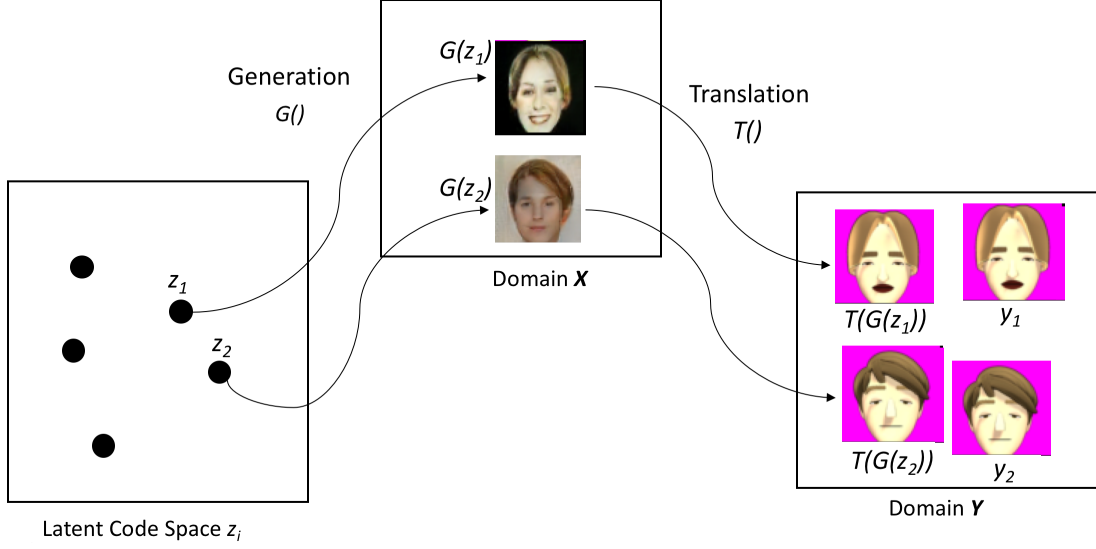 Generation
G()
G(z1)
G(z2)
Domain X
Translation
T()
z1
z2
Latent Code Space zi
T(G(z1))
y1
T(G(z2))
y2
Domain Y